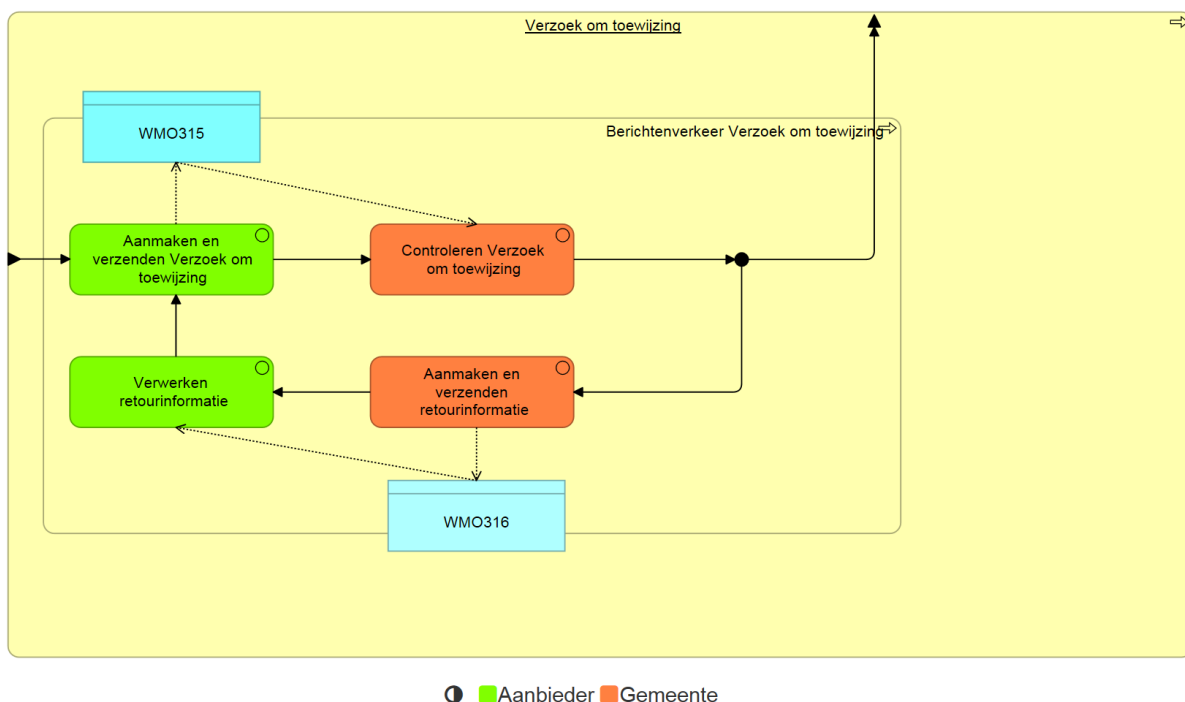 Verzoek om toewijzing
Berichtenverkeer Verzoek om toewijzing
WMO315
Aanmaken en
verzenden Verzoek om
toewijzing
Controleren Verzoek
om toewijzing
Verwerken
retourinformatie
Aanmaken en
verzenden
retourinformatie
WMO316
Aanbieder Gemeente